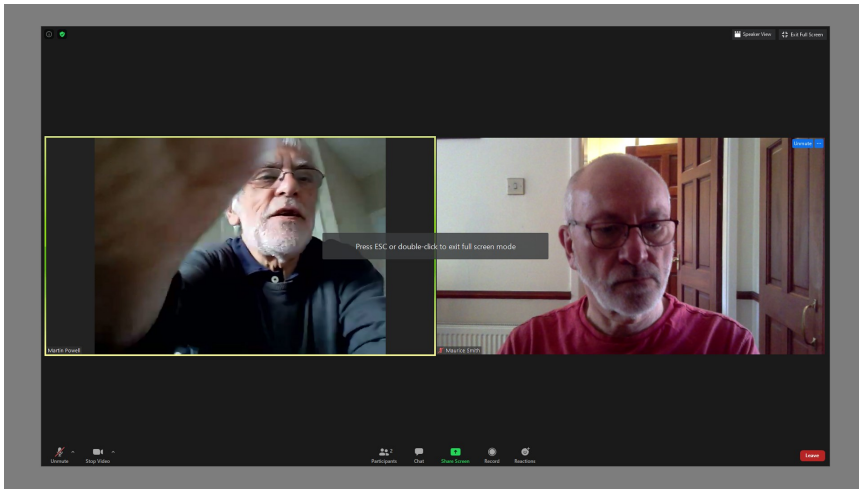 Speaker View
Exit Full Screen
Unmute
Press ESC or double-click to exit full screen mode
Martin Powell
Maurice Smith
Unmute
Stop Video
2
Participants
Chat
Share Screen
Record
Reactions
Leave